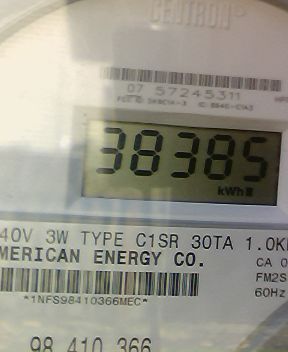 CENTRON
07 57245311
38385
kWh
40V 3W TYPE C1SR 30TA 1.0K
MERICAN ENERGY CO.
CA 0
FM2S
60Hz
*1NFS98410366MEC*
98 410 366